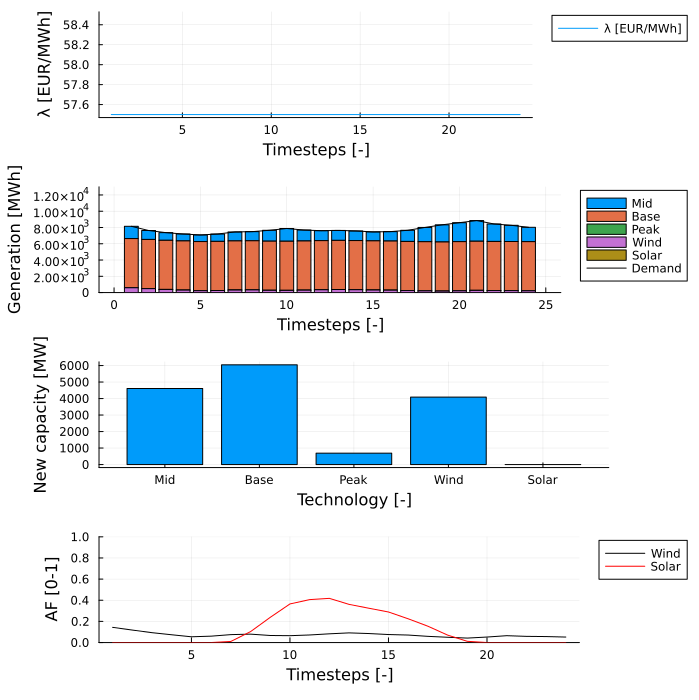 λ [EUR/MWh]
58.4
58.2
58.0
57.8
57.6
5
10
15
20
Timesteps [-]
λ [EUR/MWh]
Generation [MWh]
1.20×10⁴
1.00×10⁴
8.00×10³
6.00×10³
4.00×10³
2.00×10³
0
0
5
10
15
20
25
Timesteps [-]
Mid
Base
Peak
Wind
Solar
Demand
New capacity [MW]
6000
5000
4000
3000
2000
1000
0
Mid
Base
Peak
Wind
Solar
Technology [-]
AF [0-1]
1.0
0.8
0.6
0.4
0.2
0.0
5
10
15
20
Timesteps [-]
Wind
Solar